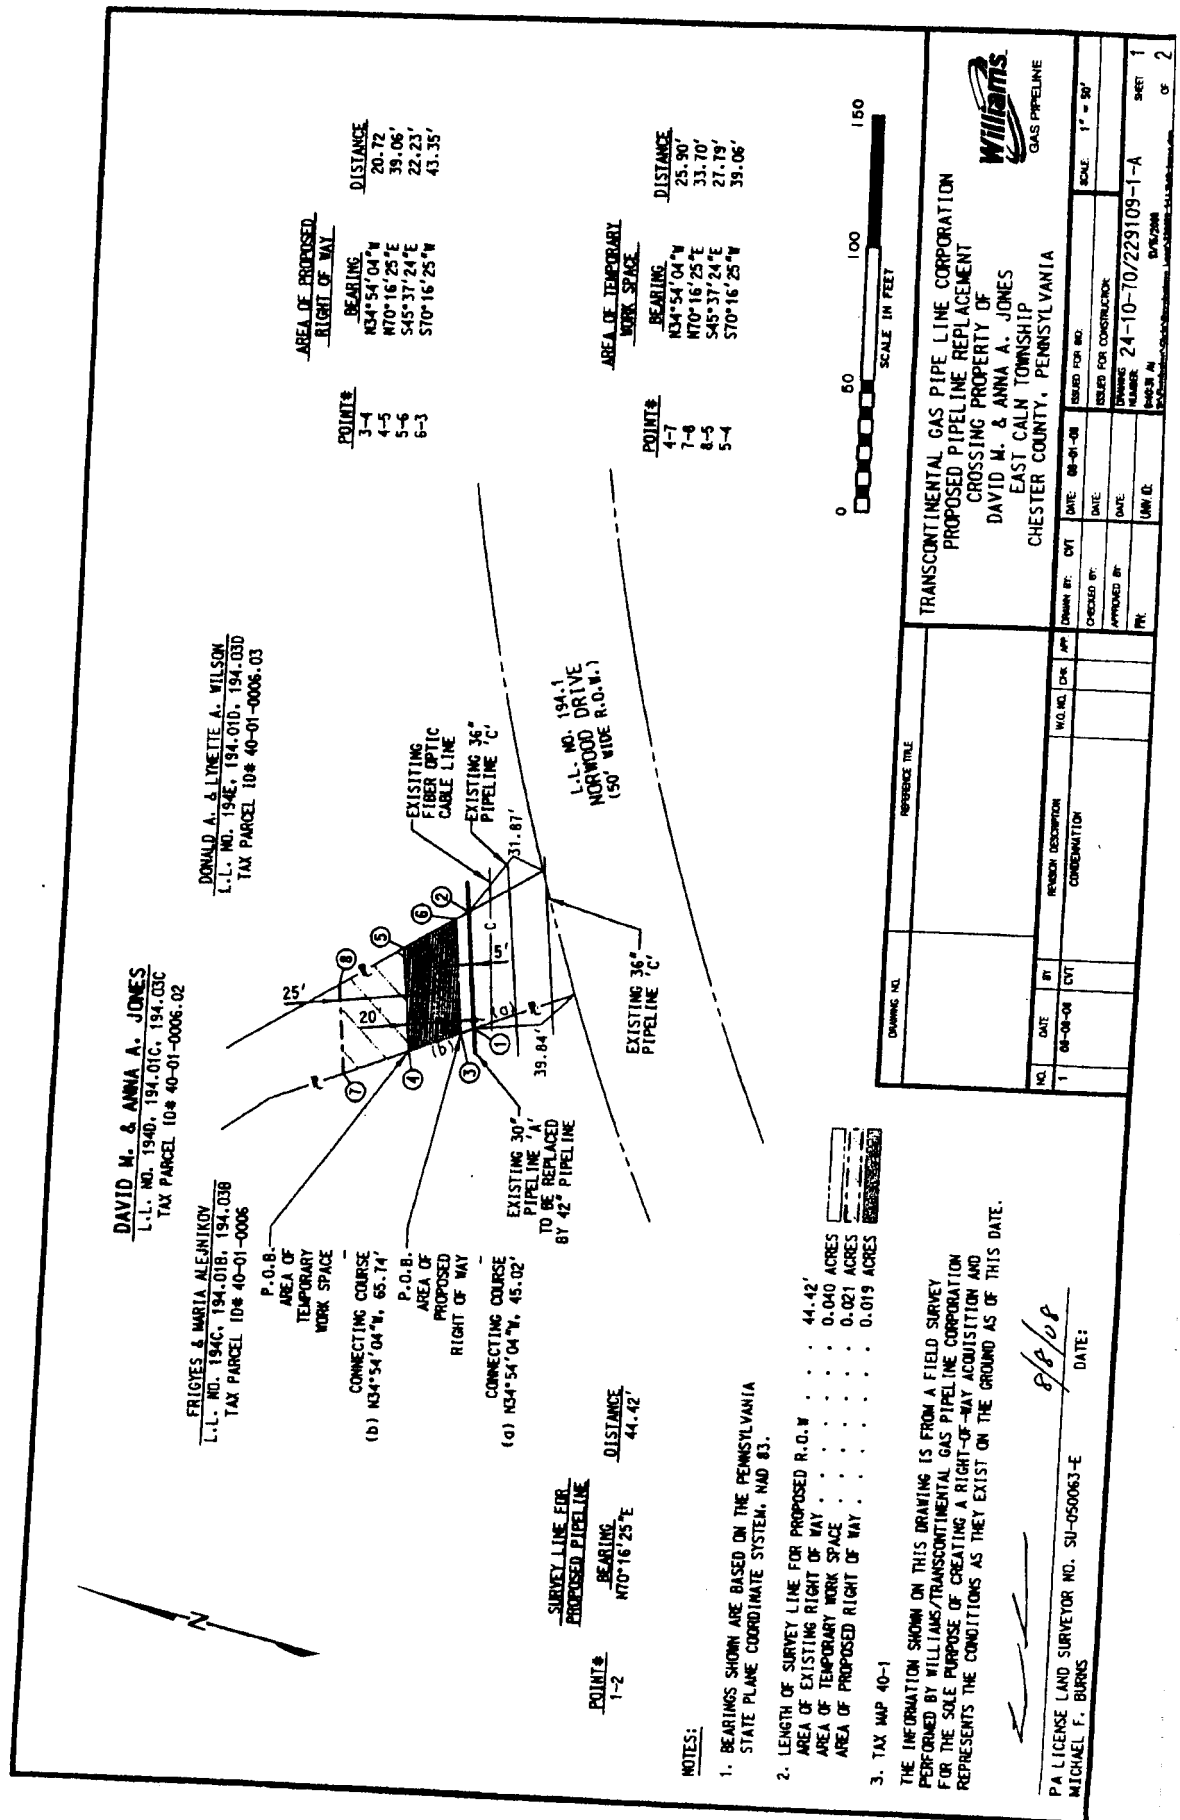 DAVID M. & ANNA A. JONES
L.L. NO. 194D, 194.01C, 194.03C
TAX PARCEL ID# 40-01-0006.02
FRIGYES & MARIA ALEJNIKOV
L.L. NO. 194C, 194.01B, 194.03B
TAX PARCEL ID# 40-01-0006
DONALD A. & LYNETTE A. WILSON
L.L. NO. 194E, 194.01D, 194.03D
TAX PARCEL ID# 40-01-0006.03
N
P.O.B.
AREA OF
TEMPORARY
WORK SPACE
CONNECTING COURSE
(b) N34°54'04"W, 65.74'
P.O.B.
AREA OF
PROPOSED
RIGHT OF WAY
CONNECTING COURSE
(a) N34°54'04"W, 45.02'
EXISTING 30"
PIPELINE 'A'
TO BE REPLACED
BY 42" PIPELINE
25'
20'
5'
7
8
4
5
3
6
1
2
(b)
(a)
C
39.84'
31.87'
EXISITING
FIBER OPTIC
CABLE LINE
EXISTING 36"
PIPELINE 'C'
EXISTING 36"
PIPELINE 'C'
L.L. NO. 194.1
NORWOOD DRIVE
(50' WIDE R.O.W.)
AREA OF PROPOSED
RIGHT OF WAY
POINT# BEARING DISTANCE
3-4 N34°54'04"W 20.72
4-5 N70°16'25"E 39.06'
5-6 S45°37'24"E 22.23'
6-3 S70°16'25"W 43.35'
AREA OF TEMPORARY
WORK SPACE
POINT# BEARING DISTANCE
4-7 N34°54'04"W 25.90'
7-8 N70°16'25"E 33.70'
8-5 S45°37'24"E 27.79'
5-4 S70°16'25"W 39.06'
SURVEY LINE FOR
PROPOSED PIPELINE
POINT# BEARING DISTANCE
1-2 N70°16'25"E 44.42'
0 50 100 150
SCALE IN FEET
NOTES:
1. BEARINGS SHOWN ARE BASED ON THE PENNSYLVANIA
STATE PLANE COORDINATE SYSTEM, NAD 83.
2. LENGTH OF SURVEY LINE FOR PROPOSED R.O.W . . . . 44.42'
AREA OF EXISTING RIGHT OF WAY . . . . . . . . 0.040 ACRES
AREA OF TEMPORARY WORK SPACE . . . . . . . . 0.021 ACRES
AREA OF PROPOSED RIGHT OF WAY . . . . . . . . 0.019 ACRES
3. TAX MAP 40-1
THE INFORMATION SHOWN ON THIS DRAWING IS FROM A FIELD SURVEY
PERFORMED BY WILLIAMS/TRANSCONTINENTAL GAS PIPELINE CORPORATION
FOR THE SOLE PURPOSE OF CREATING A RIGHT-OF-WAY ACQUISITION AND
REPRESENTS THE CONDITIONS AS THEY EXIST ON THE GROUND AS OF THIS DATE.
8/8/08
PA LICENSE LAND SURVEYOR NO. SU-050063-E DATE:
MICHAEL F. BURNS
DRAWING NO. REFERENCE TITLE
NO. DATE BY REVISION DESCRIPTION W.O. NO. CHK APP
1 08-08-08 CVT CONDEMNATION
TRANSCONTINENTAL GAS PIPE LINE CORPORATION
PROPOSED PIPELINE REPLACEMENT
CROSSING PROPERTY OF
DAVID M. & ANNA A. JONES
EAST CALN TOWNSHIP
CHESTER COUNTY, PENNSYLVANIA
Williams
GAS PIPELINE
DRAWN BY: CVT DATE: 08-01-08 ISSUED FOR BID: SCALE: 1" = 50'
CHECKED BY: DATE: ISSUED FOR CONSTRUCTION:
APPROVED BY: DATE: DRAWING NUMBER: 24-10-70/229109-1-A SHEET 1 OF 2